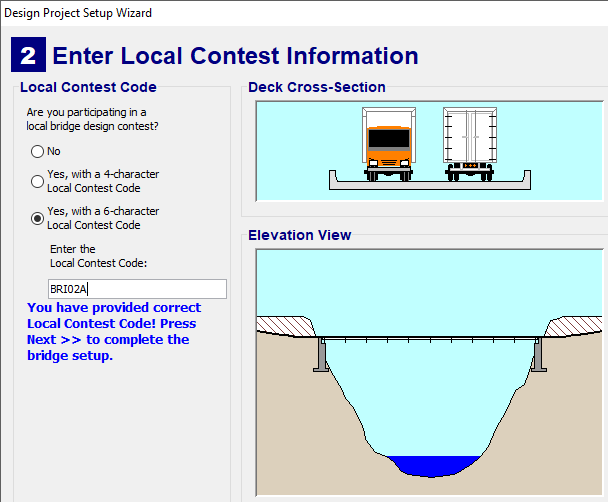 Design Project Setup Wizard
2 Enter Local Contest Information
Local Contest Code
Are you participating in a
local bridge design contest?
No
Yes, with a 4-character
Local Contest Code
Yes, with a 6-character
Local Contest Code
Enter the
Local Contest Code:
BRI02A
You have provided correct
Local Contest Code! Press
Next >> to complete the
bridge setup.
Deck Cross-Section
Elevation View